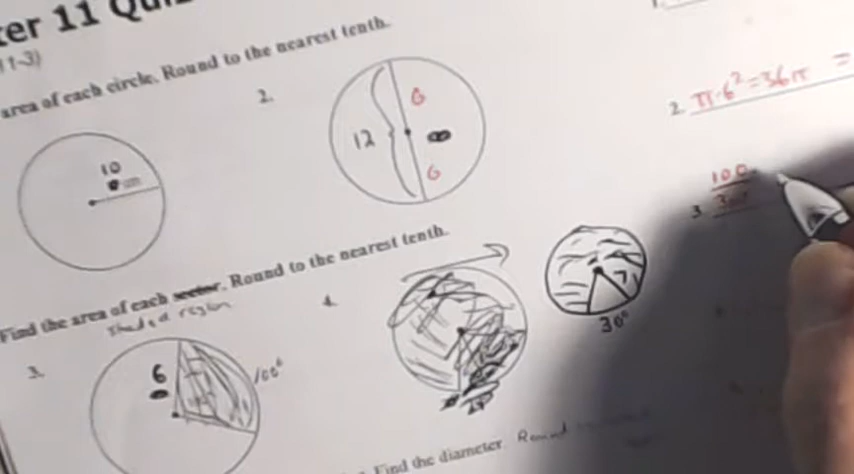 ter 11 Qui
11-3)
area of each circle. Round to the nearest tenth.
1.
2.
10
12
6
6
2. π·6²=36π =
100
3.
Find the area of each sector. Round to the nearest tenth.
shaded region
3.
6
100°
4.
7
30°
Find the diameter. Round